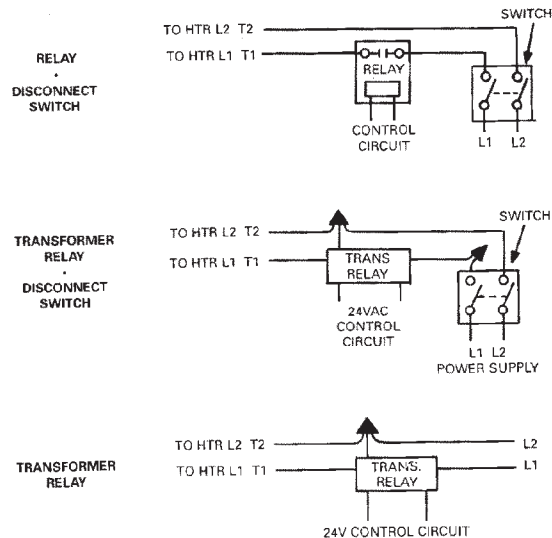 SWITCH
TO HTR L2 T2
TO HTR L1 T1
RELAY
•
DISCONNECT
SWITCH
RELAY
CONTROL
CIRCUIT
L1 L2
SWITCH
TRANSFORMER
RELAY
•
DISCONNECT
SWITCH
TO HTR L2 T2
TO HTR L1 T1
TRANS
RELAY
24VAC
CONTROL
CIRCUIT
L1 L2
POWER SUPPLY
TRANSFORMER
RELAY
TO HTR L2 T2
TO HTR L1 T1
TRANS.
RELAY
L2
L1
24V CONTROL CIRCUIT